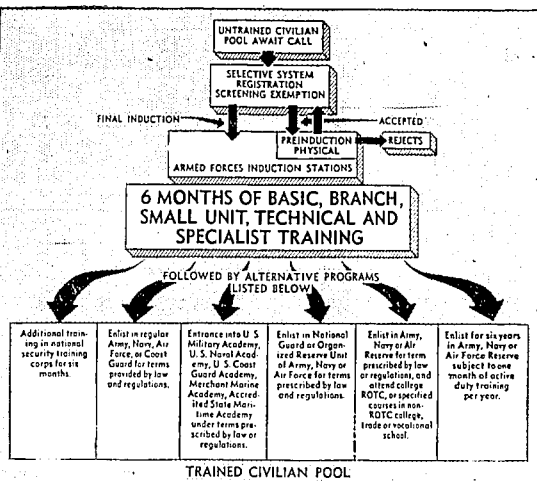 UNTRAINED CIVILIAN
POOL AWAIT CALL
SELECTIVE SYSTEM
REGISTRATION
SCREENING EXEMPTION
FINAL INDUCTION
ACCEPTED
PREINDUCTION
PHYSICAL
REJECTS
ARMED FORCES INDUCTION STATIONS
6 MONTHS OF BASIC, BRANCH,
SMALL UNIT, TECHNICAL AND
SPECIALIST TRAINING
FOLLOWED BY ALTERNATIVE PROGRAMS
(LISTED BELOW)
Additional train-
ing in national
security training
corps for six
months.
Enlist in regular
Army, Navy, Air
Force, or Coast
Guard for terms
provided by law
and regulations.
Entrance into U S
Military Academy,
U. S. Naval Acad-
emy, U. S. Coast
Guard Academy,
Merchant Marine
Academy, Accred-
ited State Mari-
time Academy
under terms pre-
scribed by law or
regulations.
Enlist in National
Guard or Organ-
ized Reserve Unit
of Army, Navy or
Air Force for terms
prescribed by law
and regulations.
Enlist in Army,
Navy or Air
Reserve for term
prescribed by law
or regulations, and
attend college
ROTC, or specified
courses in non-
ROTC college,
trade or vocational
school.
Enlist for six years
in Army, Navy or
Air Force Reserve
subject to one
month of active
duty training
per year.
TRAINED CIVILIAN POOL